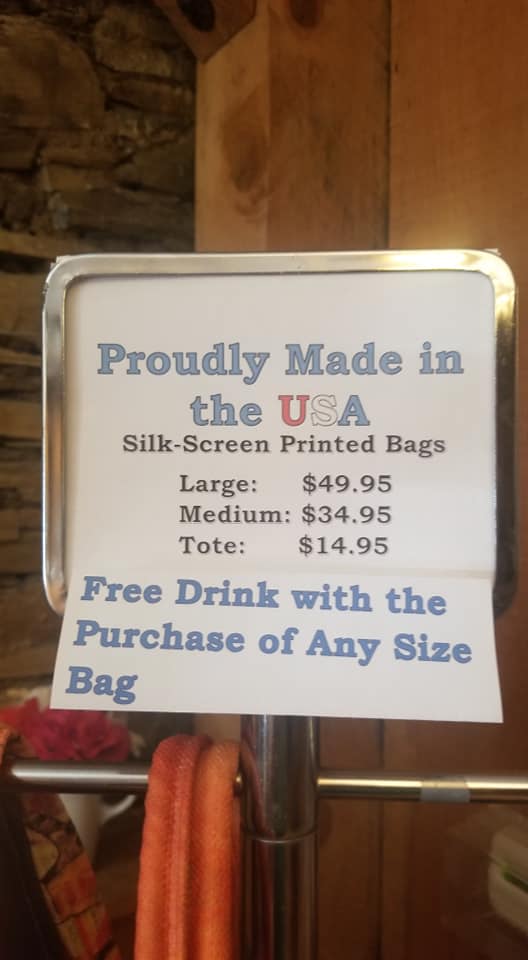 Proudly Made in
the USA
Silk-Screen Printed Bags
Large: $49.95
Medium: $34.95
Tote: $14.95
Free Drink with the
Purchase of Any Size
Bag